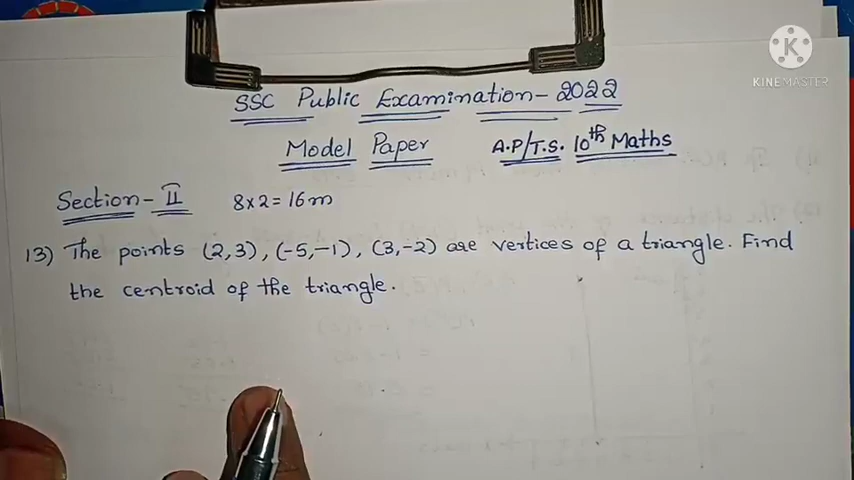 SSC Public Examination-2022
Model Paper A.P/T.S. 10th Maths
Section-II 8x2=16m
13) The points (2,3), (-5,-1), (3,-2) are vertices of a triangle. Find
the centroid of the triangle.
K
KINEMASTER